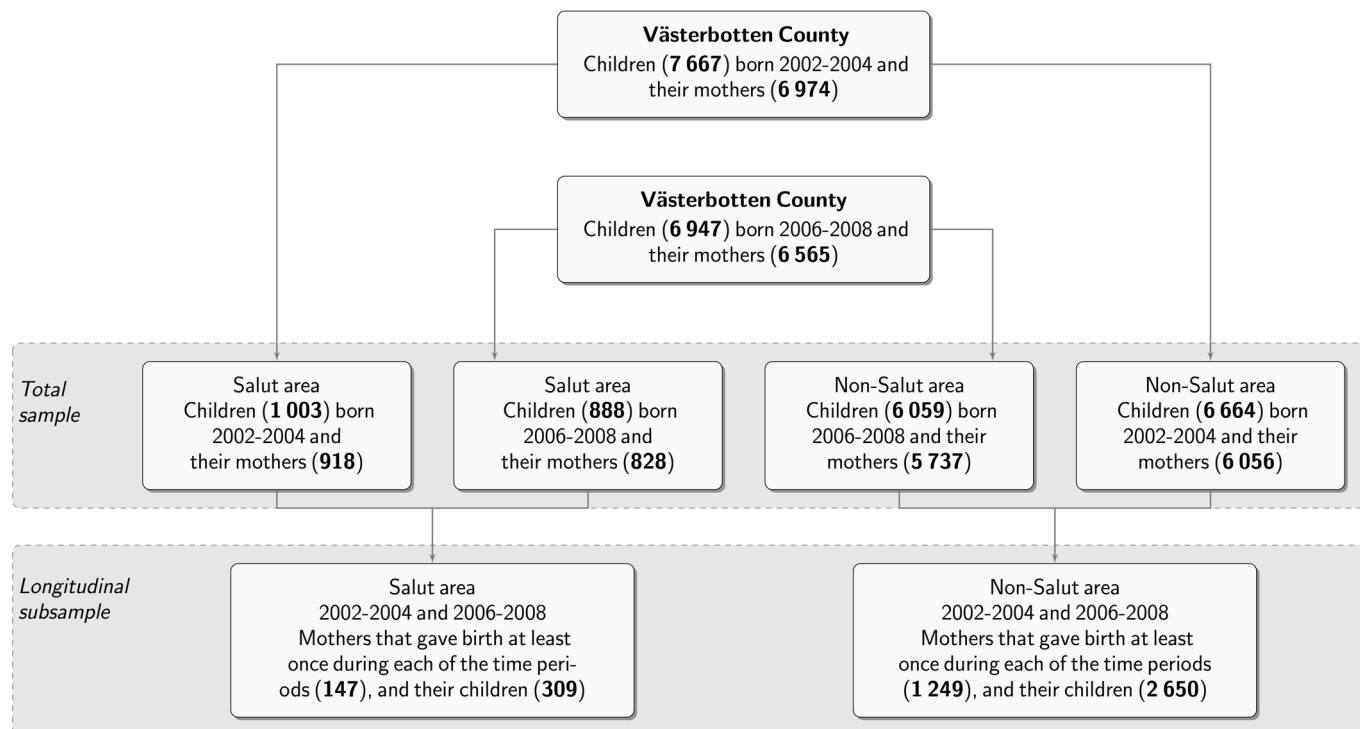 Västerbotten County
Children (7 667) born 2002-2004 and
their mothers (6 974)
Västerbotten County
Children (6 947) born 2006-2008 and
their mothers (6 565)
Total
sample
Salut area
Children (1 003) born
2002-2004 and
their mothers (918)
Salut area
Children (888) born
2006-2008 and
their mothers (828)
Non-Salut area
Children (6 059) born
2006-2008 and their
mothers (5 737)
Non-Salut area
Children (6 664) born
2002-2004 and their
mothers (6 056)
Longitudinal
subsample
Salut area
2002-2004 and 2006-2008
Mothers that gave birth at least
once during each of the time peri-
ods (147), and their children (309)
Non-Salut area
2002-2004 and 2006-2008
Mothers that gave birth at least
once during each of the time periods
(1 249), and their children (2 650)